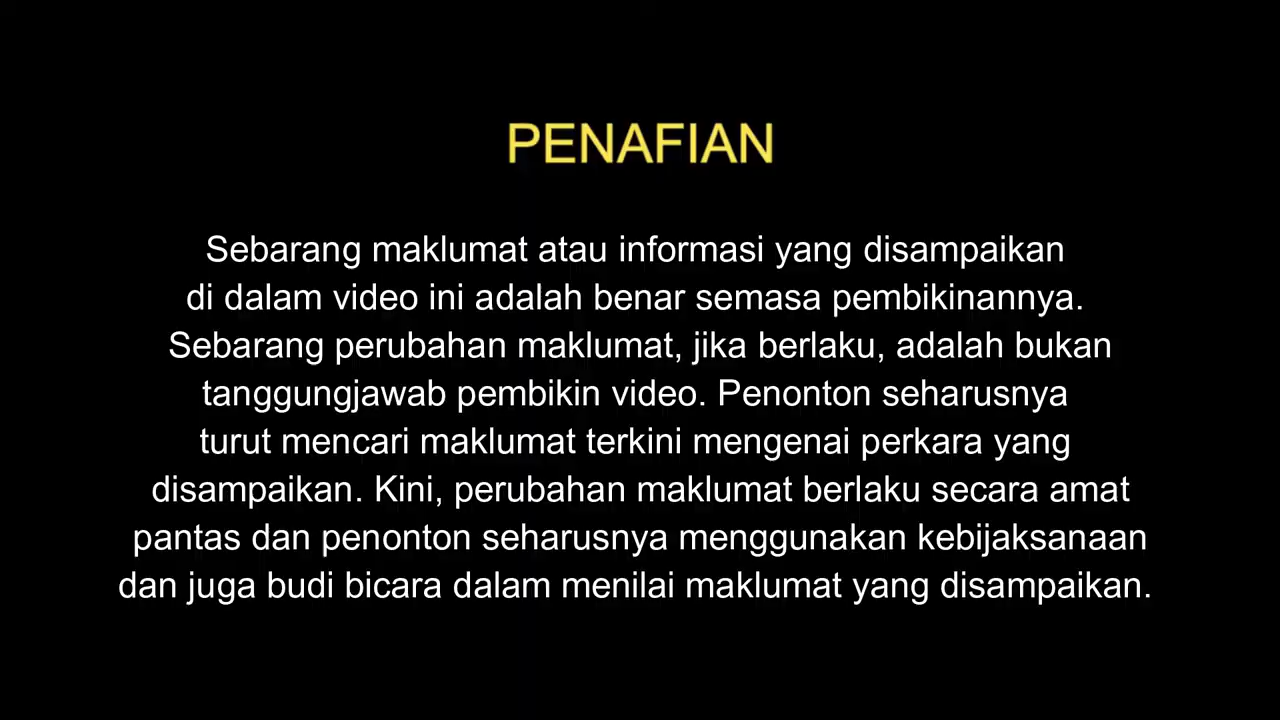 PENAFIAN
Sebarang maklumat atau informasi yang disampaikan
di dalam video ini adalah benar semasa pembikinannya.
Sebarang perubahan maklumat, jika berlaku, adalah bukan
tanggungjawab pembikin video. Penonton seharusnya
turut mencari maklumat terkini mengenai perkara yang
disampaikan. Kini, perubahan maklumat berlaku secara amat
pantas dan penonton seharusnya menggunakan kebijaksanaan
dan juga budi bicara dalam menilai maklumat yang disampaikan.